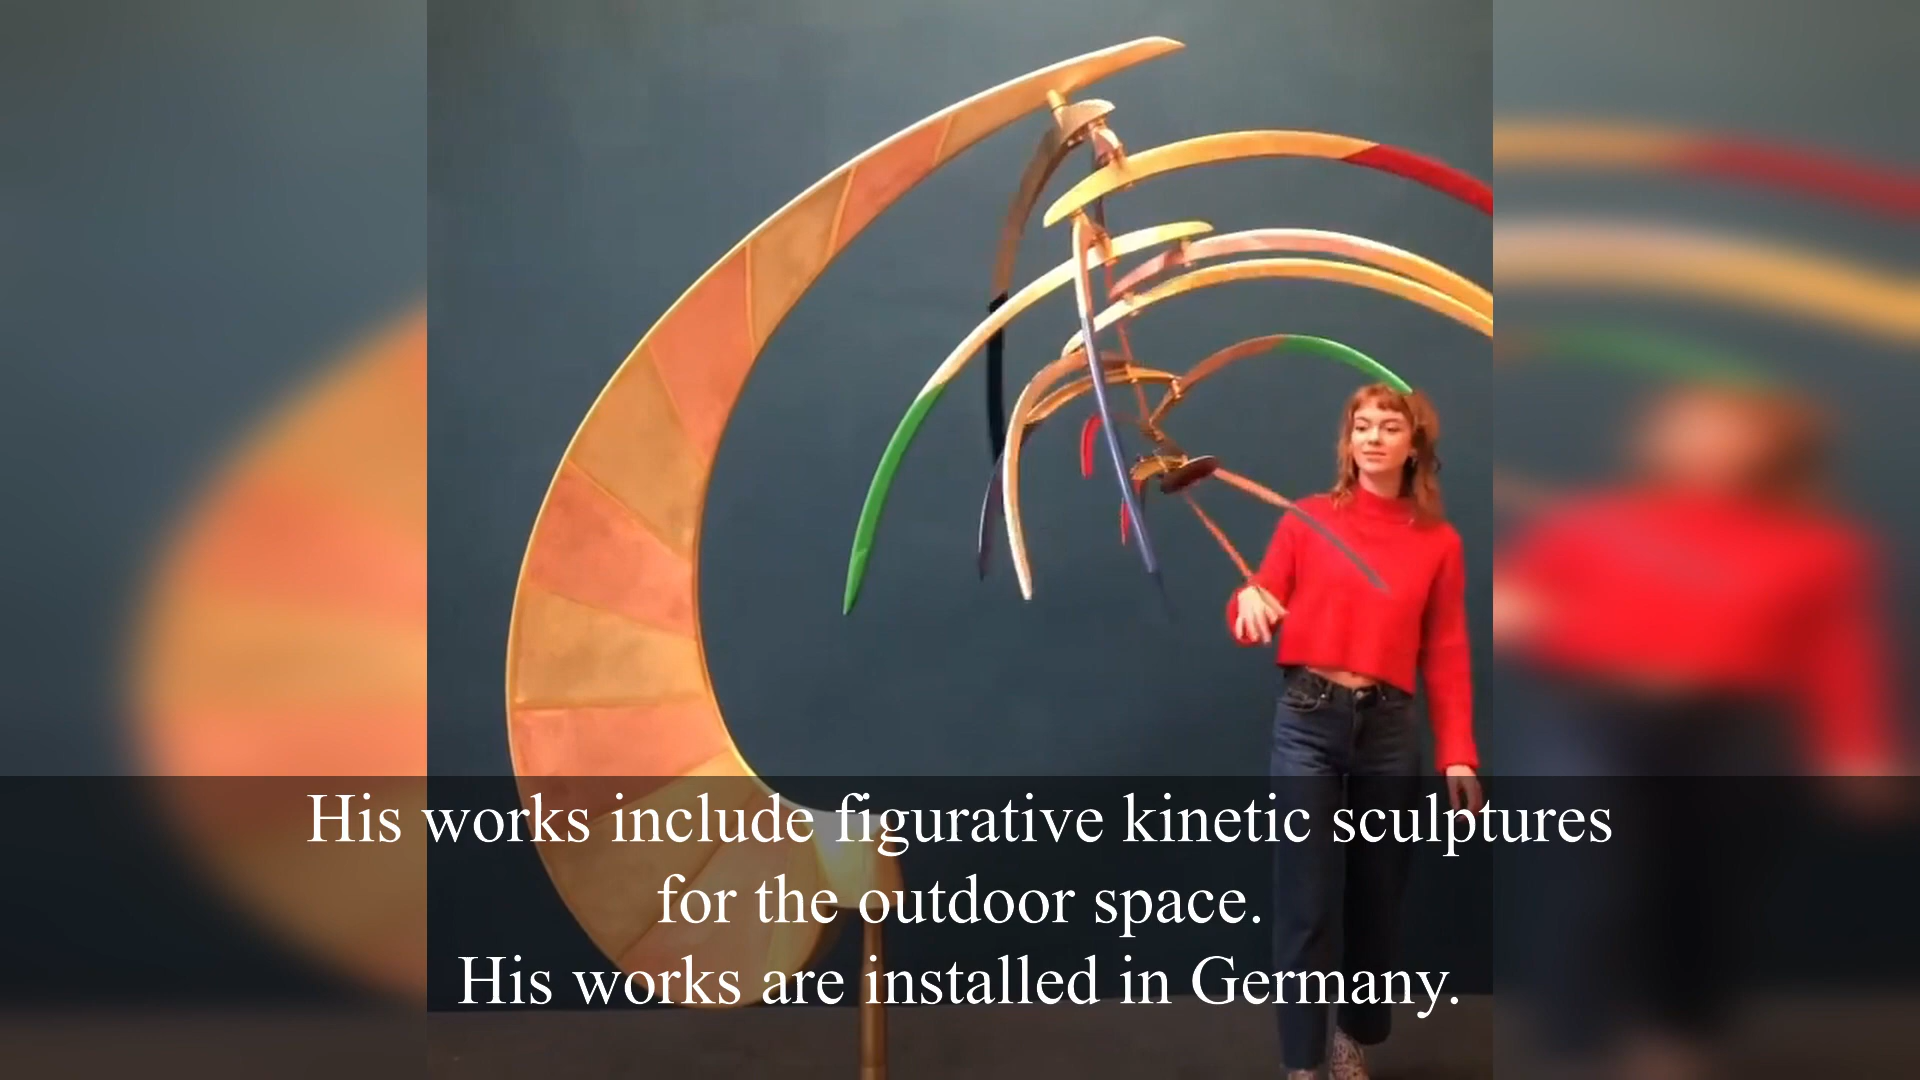 His works include figurative kinetic sculptures
for the outdoor space.
His works are installed in Germany.